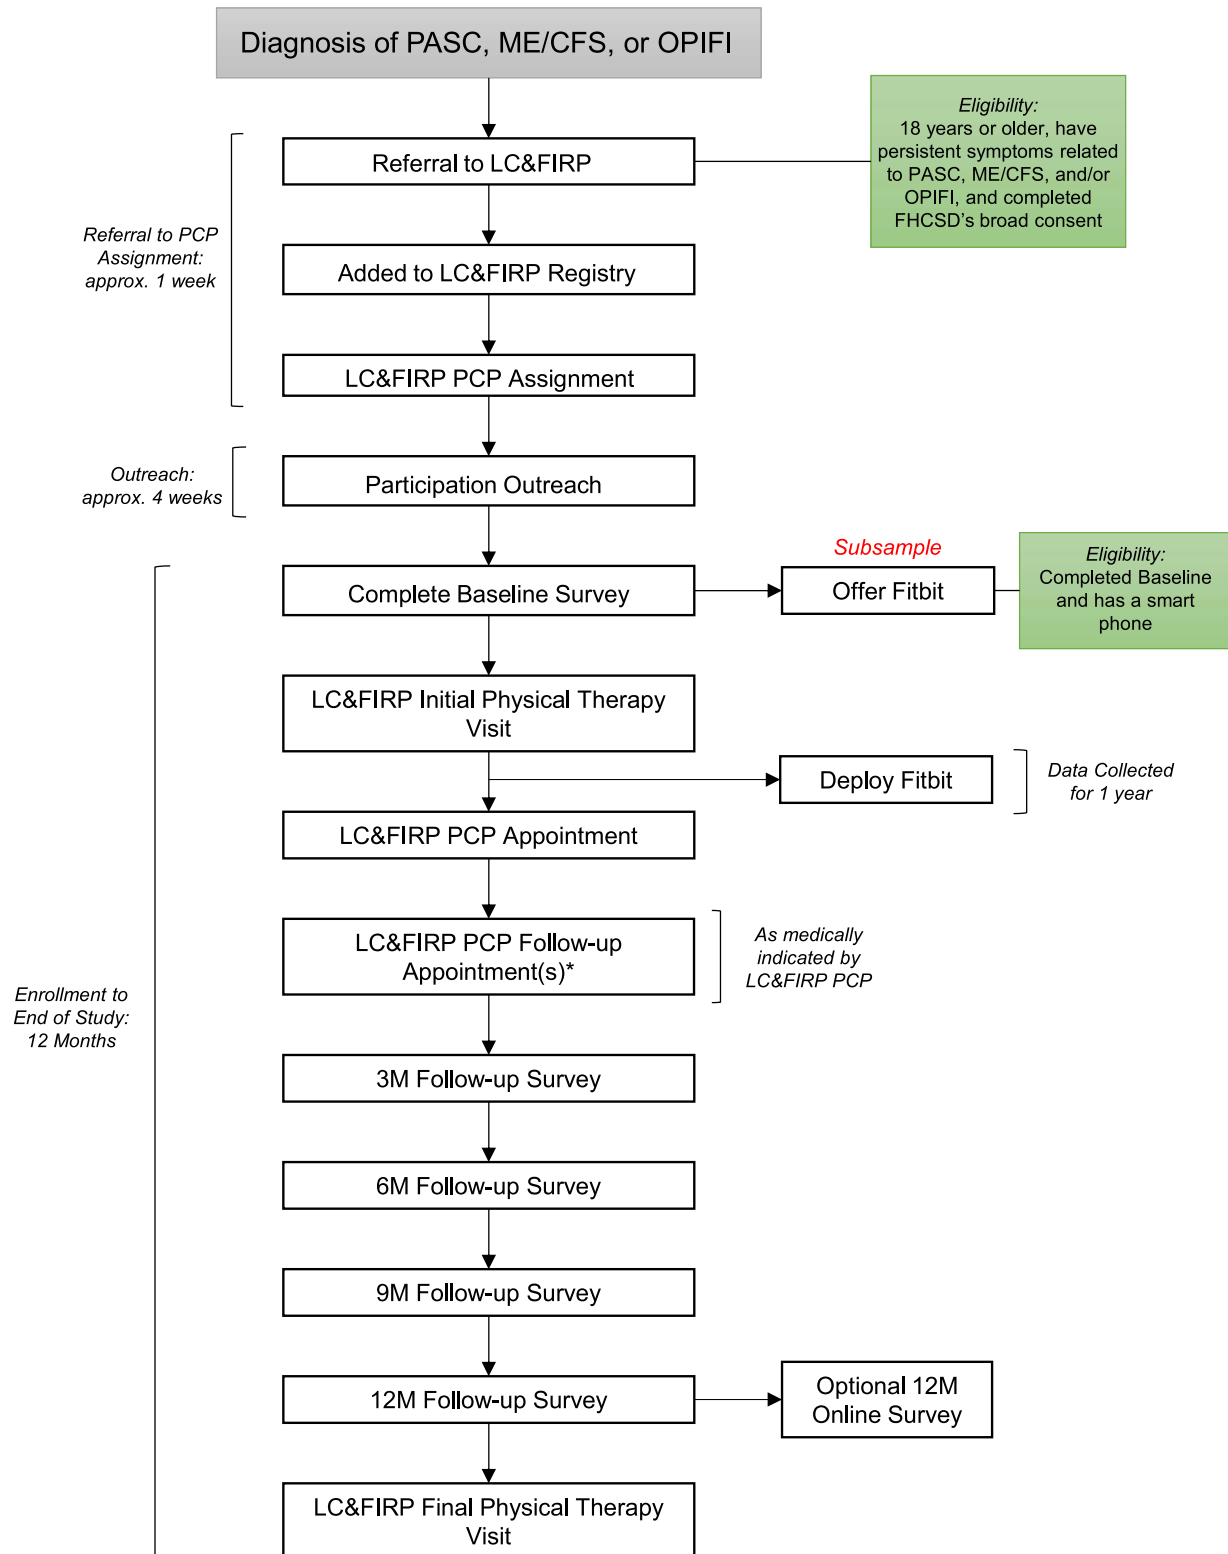 Diagnosis of PASC, ME/CFS, or OPIFI
Eligibility:
18 years or older, have
persistent symptoms related
to PASC, ME/CFS, and/or
OPIFI, and completed
FHCSD's broad consent
Referral to LC&FIRP
Referral to PCP
Assignment:
approx. 1 week
Added to LC&FIRP Registry
LC&FIRP PCP Assignment
Outreach:
approx. 4 weeks
Participation Outreach
Subsample
Complete Baseline Survey
Offer Fitbit
Eligibility:
Completed Baseline
and has a smart
phone
LC&FIRP Initial Physical Therapy
Visit
Deploy Fitbit
Data Collected
for 1 year
LC&FIRP PCP Appointment
LC&FIRP PCP Follow-up
Appointment(s)*
As medically
indicated by
LC&FIRP PCP
Enrollment to
End of Study:
12 Months
3M Follow-up Survey
6M Follow-up Survey
9M Follow-up Survey
12M Follow-up Survey
Optional 12M
Online Survey
LC&FIRP Final Physical Therapy
Visit